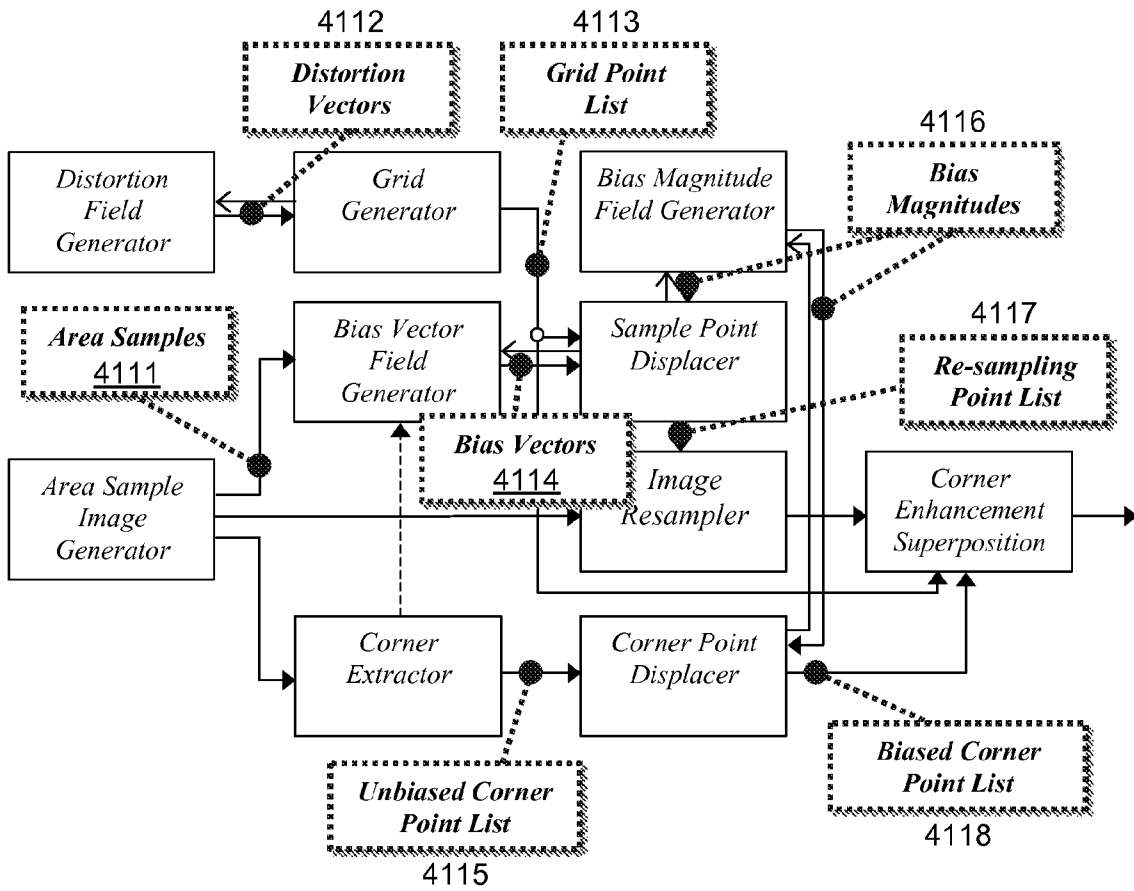 4112
4113
Distortion
Vectors
Grid Point
List
4116
Bias
Magnitudes
Distortion
Field
Generator
Grid
Generator
Bias Magnitude
Field Generator
4117
Area Samples
4111
Bias Vector
Field
Generator
Sample Point
Displacer
Re-sampling
Point List
Bias Vectors
4114
Area Sample
Image
Generator
Image
Resampler
Corner
Enhancement
Superposition
Corner
Extractor
Corner Point
Displacer
Unbiased Corner
Point List
4115
Biased Corner
Point List
4118